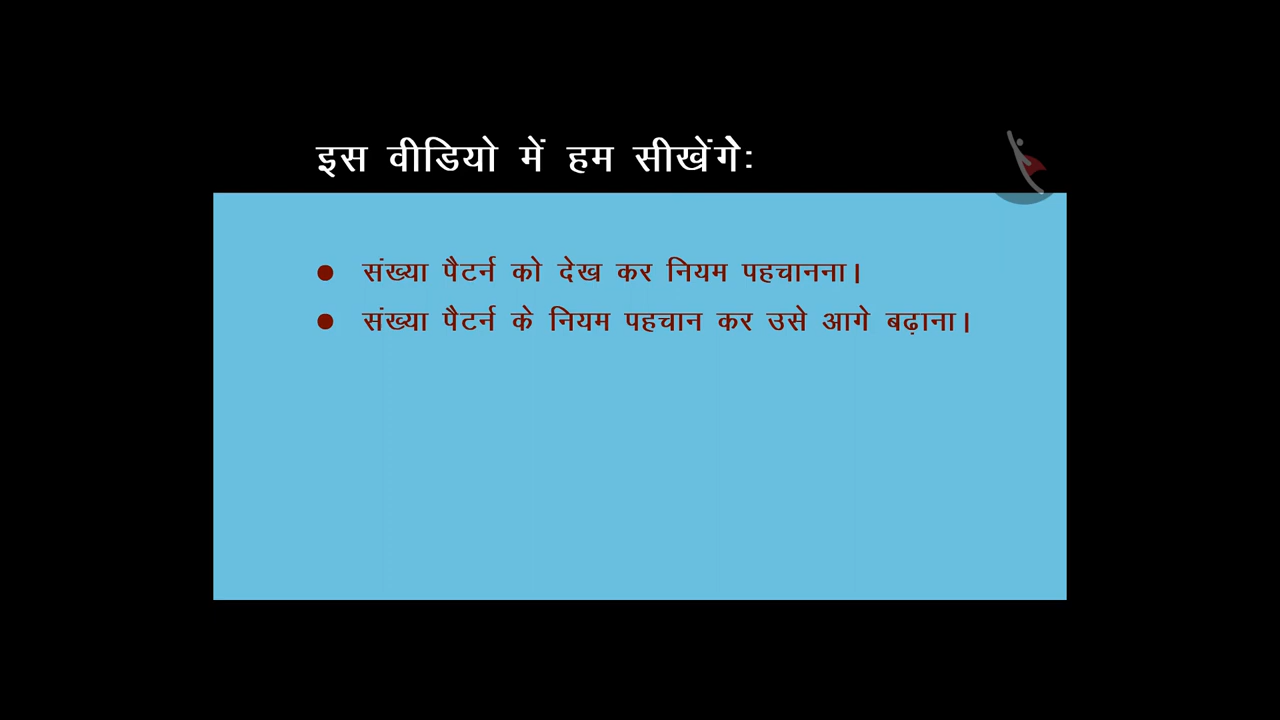 इस वीडियो में हम सीखेंगे:
● संख्या पैटर्न को देख कर नियम पहचानना।
● संख्या पैटर्न के नियम पहचान कर उसे आगे बढ़ाना।